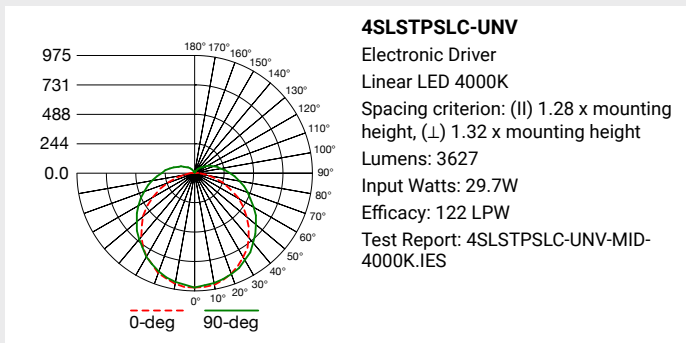 4SLSTPSLC-UNV
Electronic Driver
Linear LED 4000K
Spacing criterion: (II) 1.28 x mounting
height, (⊥) 1.32 x mounting height
Lumens: 3627
Input Watts: 29.7W
Efficacy: 122 LPW
Test Report: 4SLSTPSLC-UNV-MID-
4000K.IES
975
731
488
244
0.0
180°
170°
160°
150°
140°
130°
120°
110°
100°
90°
80°
70°
60°
50°
40°
30°
20°
10°
0°
0-deg
90-deg